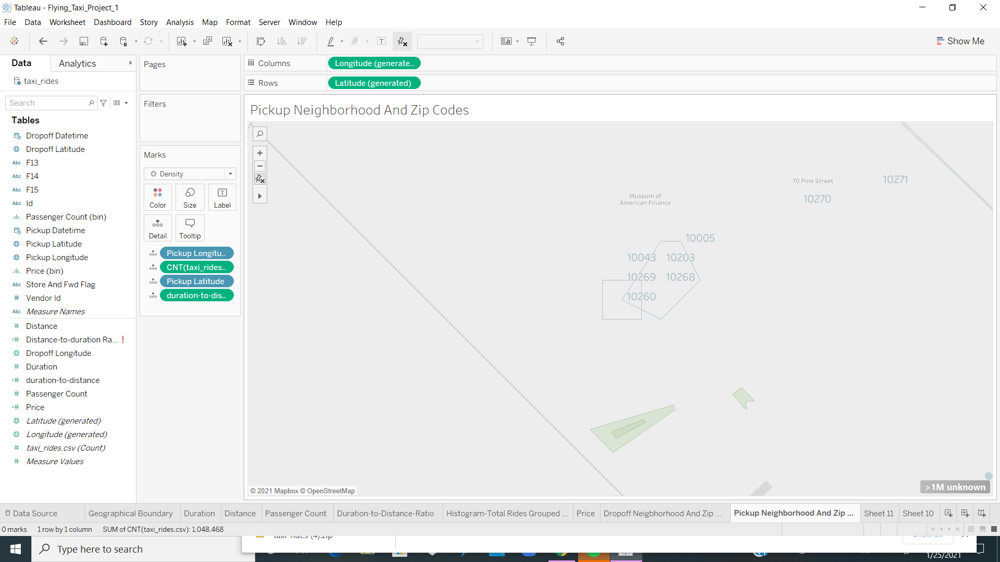 Tableau - Flying_Taxi_Project_1
File Data Worksheet Dashboard Story Analysis Map Format Server Window Help
Show Me
Data Analytics
taxi_rides
Search
Tables
Dropoff Datetime
Dropoff Latitude
Abc F13
Abc F14
Abc F15
Abc Id
Passenger Count (bin)
Pickup Datetime
Pickup Latitude
Pickup Longitude
Price (bin)
Abc Store And Fwd Flag
# Vendor Id
Abc Measure Names
# Distance
=# Distance-to-duration Ra... !
Dropoff Longitude
# Duration
=# duration-to-distance
# Passenger Count
=# Price
Latitude (generated)
Longitude (generated)
# taxi_rides.csv (Count)
# Measure Values
Pages
Filters
Marks
Density
Color Size Label
Detail Tooltip
Pickup Longitu..
CNT(taxi_rides..
Pickup Latitude
duration-to-dis..
Columns Longitude (generate..
Rows Latitude (generated)
Pickup Neighborhood And Zip Codes
70 Pine Street
10271
Museum of
American Finance
10270
10005
10043 10203
10269 10268
10260
© 2021 Mapbox © OpenStreetMap
>1M unknown
Data Source Geographical Boundary Duration Distance Passenger Count Duration-to-Distance-Ratio Histogram-Total Rides Grouped ... Price Dropoff Neigbhorhood And Zip ... Pickup Neighborhood And Zip ... Sheet 11 Sheet 10
0 marks 1 row by 1 column SUM of CNT(taxi_rides.csv): 1,048,468
Type here to search
1/25/2021